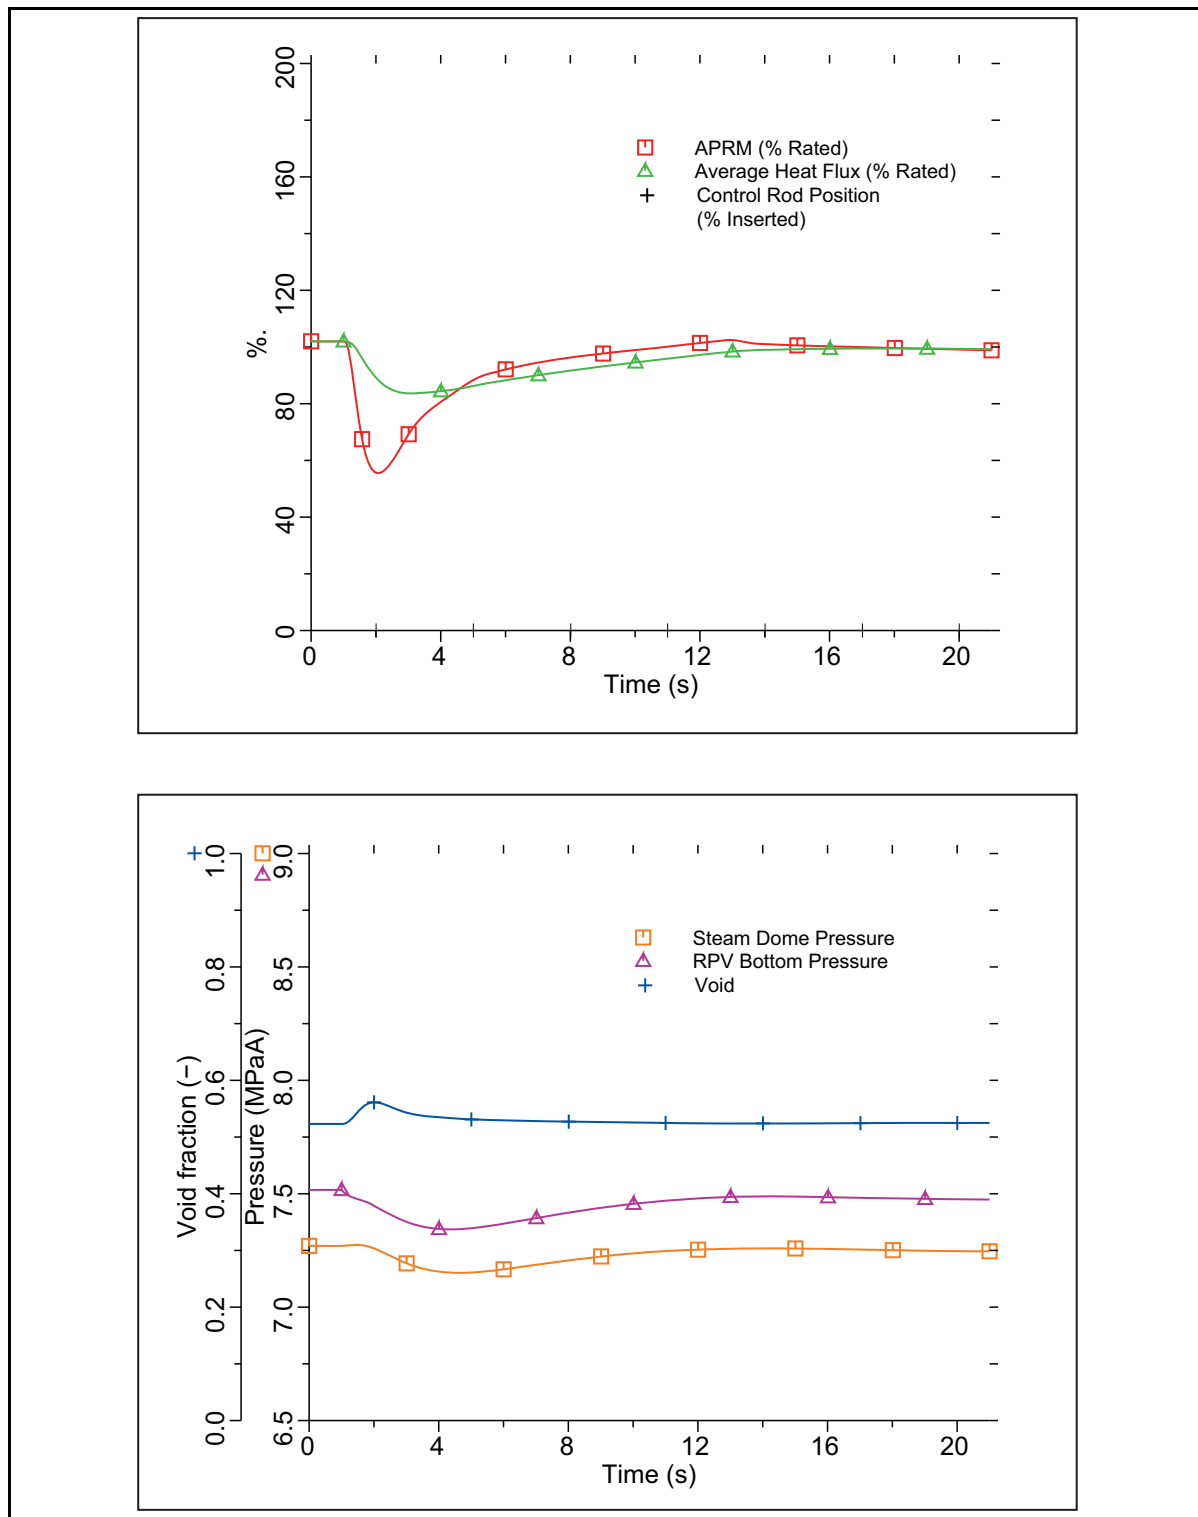 200
160
120
80
40
0
%.
APRM (% Rated)
Average Heat Flux (% Rated)
Control Rod Position
(% Inserted)
0 4 8 12 16 20
Time (s)
1.0
0.8
0.6
0.4
0.2
0.0
Void fraction (−)
9.0
8.5
8.0
7.5
7.0
6.5
Pressure (MPaA)
Steam Dome Pressure
RPV Bottom Pressure
Void
0 4 8 12 16 20
Time (s)